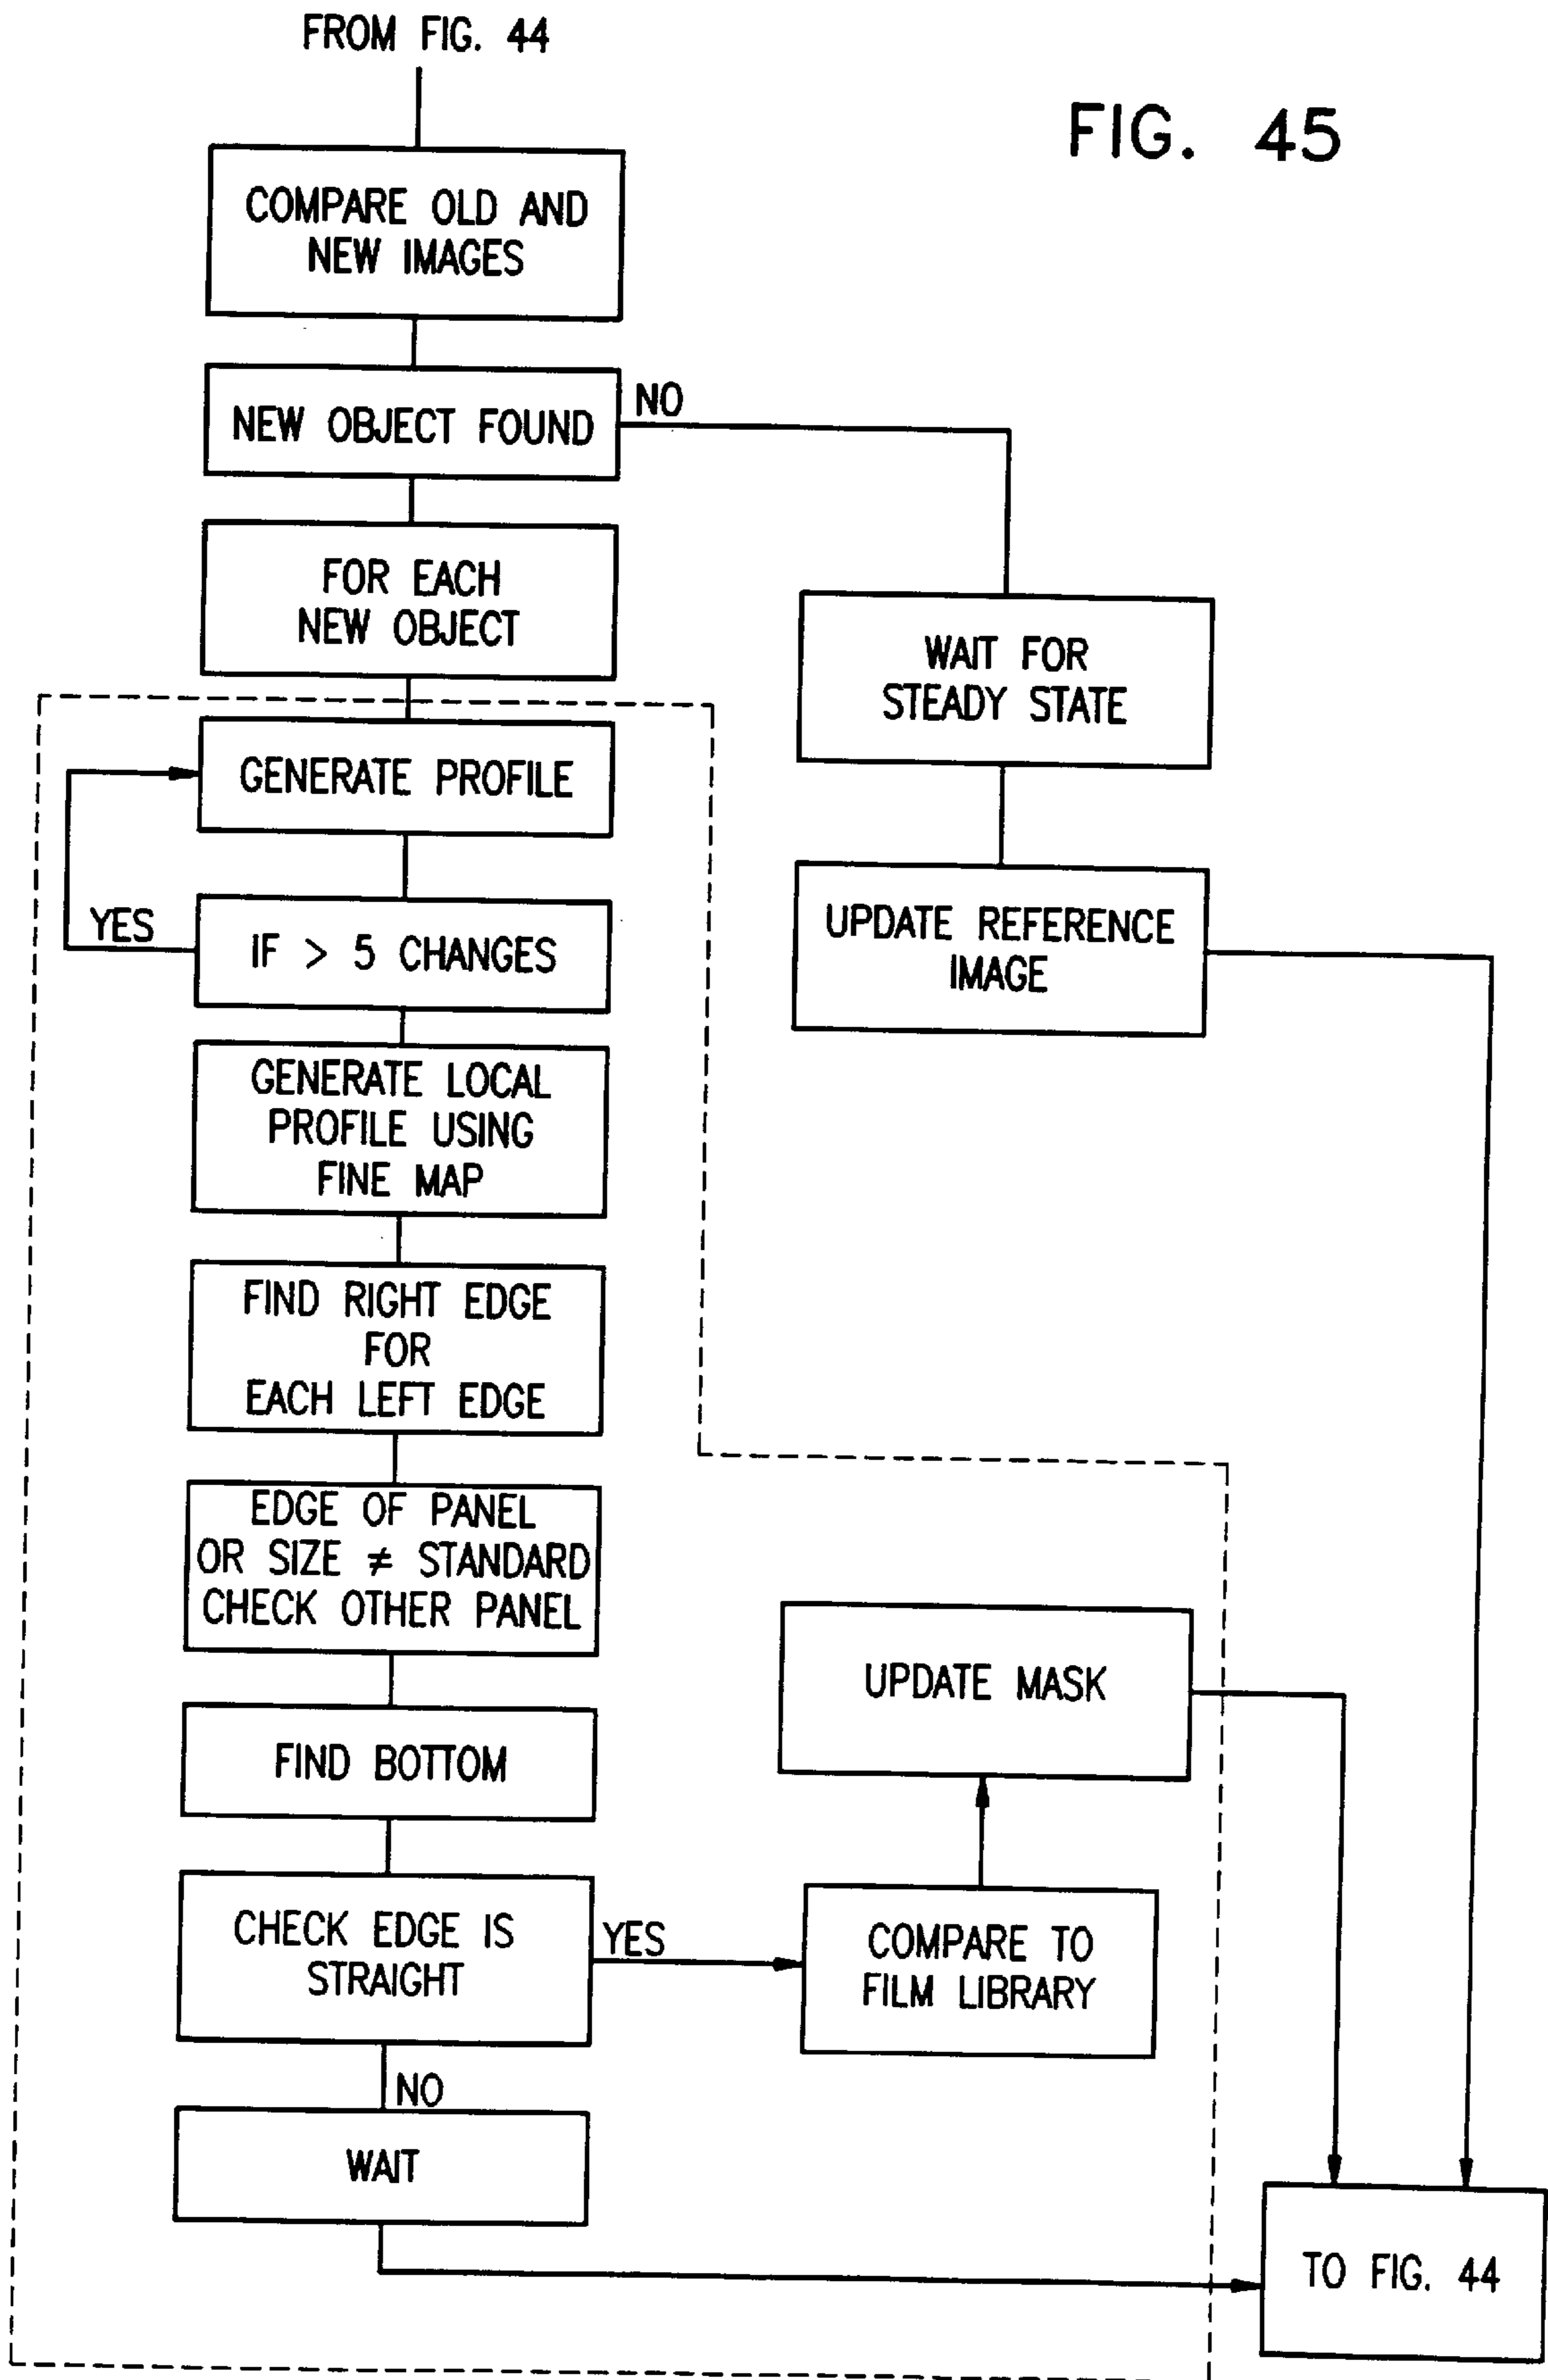 FROM FIG. 44
FIG. 45
COMPARE OLD AND
NEW IMAGES
NEW OBJECT FOUND
NO
FOR EACH
NEW OBJECT
WAIT FOR
STEADY STATE
GENERATE PROFILE
YES
IF > 5 CHANGES
UPDATE REFERENCE
IMAGE
GENERATE LOCAL
PROFILE USING
FINE MAP
FIND RIGHT EDGE
FOR
EACH LEFT EDGE
EDGE OF PANEL
OR SIZE ≠ STANDARD
CHECK OTHER PANEL
FIND BOTTOM
UPDATE MASK
CHECK EDGE IS
STRAIGHT
YES
COMPARE TO
FILM LIBRARY
NO
WAIT
TO FIG. 44